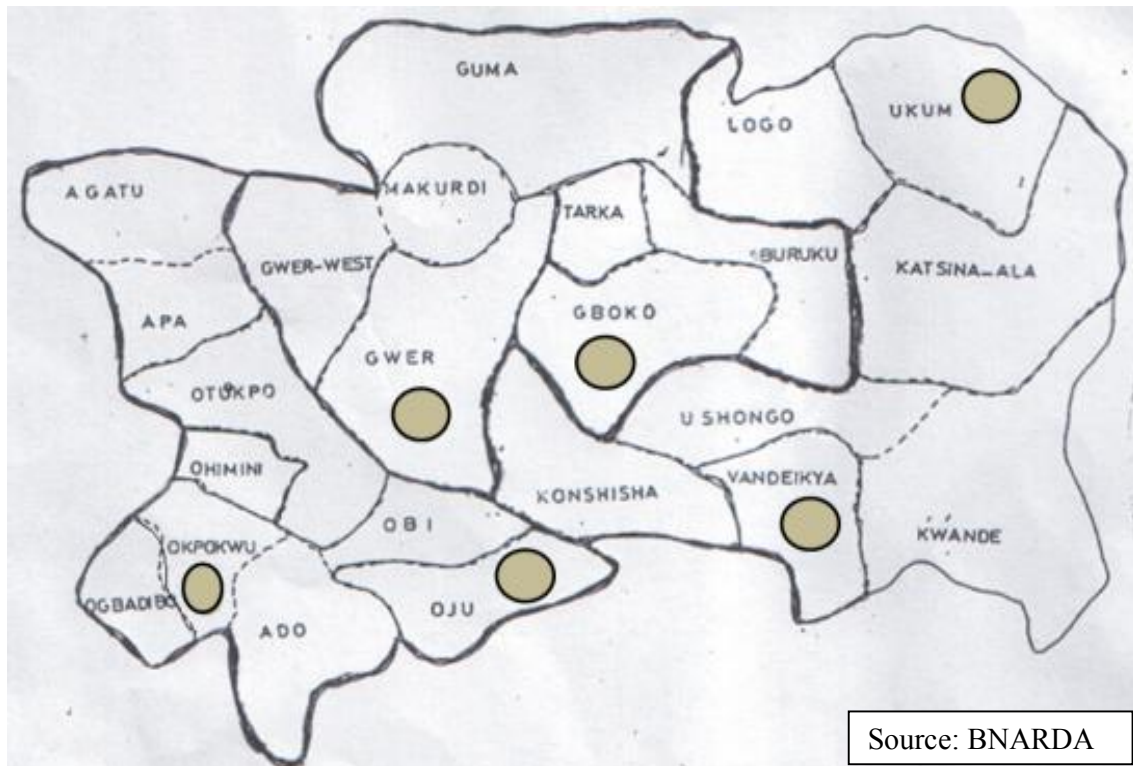 GUMA
LOGO
UKUM
AGATU
MAKURDI
TARKA
GWER-WEST
BURUKU
KATSINA-ALA
APA
GBOKO
GWER
OTUKPO
USHONGO
OHIMINI
VANDEIKYA
KONSHISHA
OBI
KWANDE
OKPOKWU
OGBADIBO
OJU
ADO
Source: BNARDA